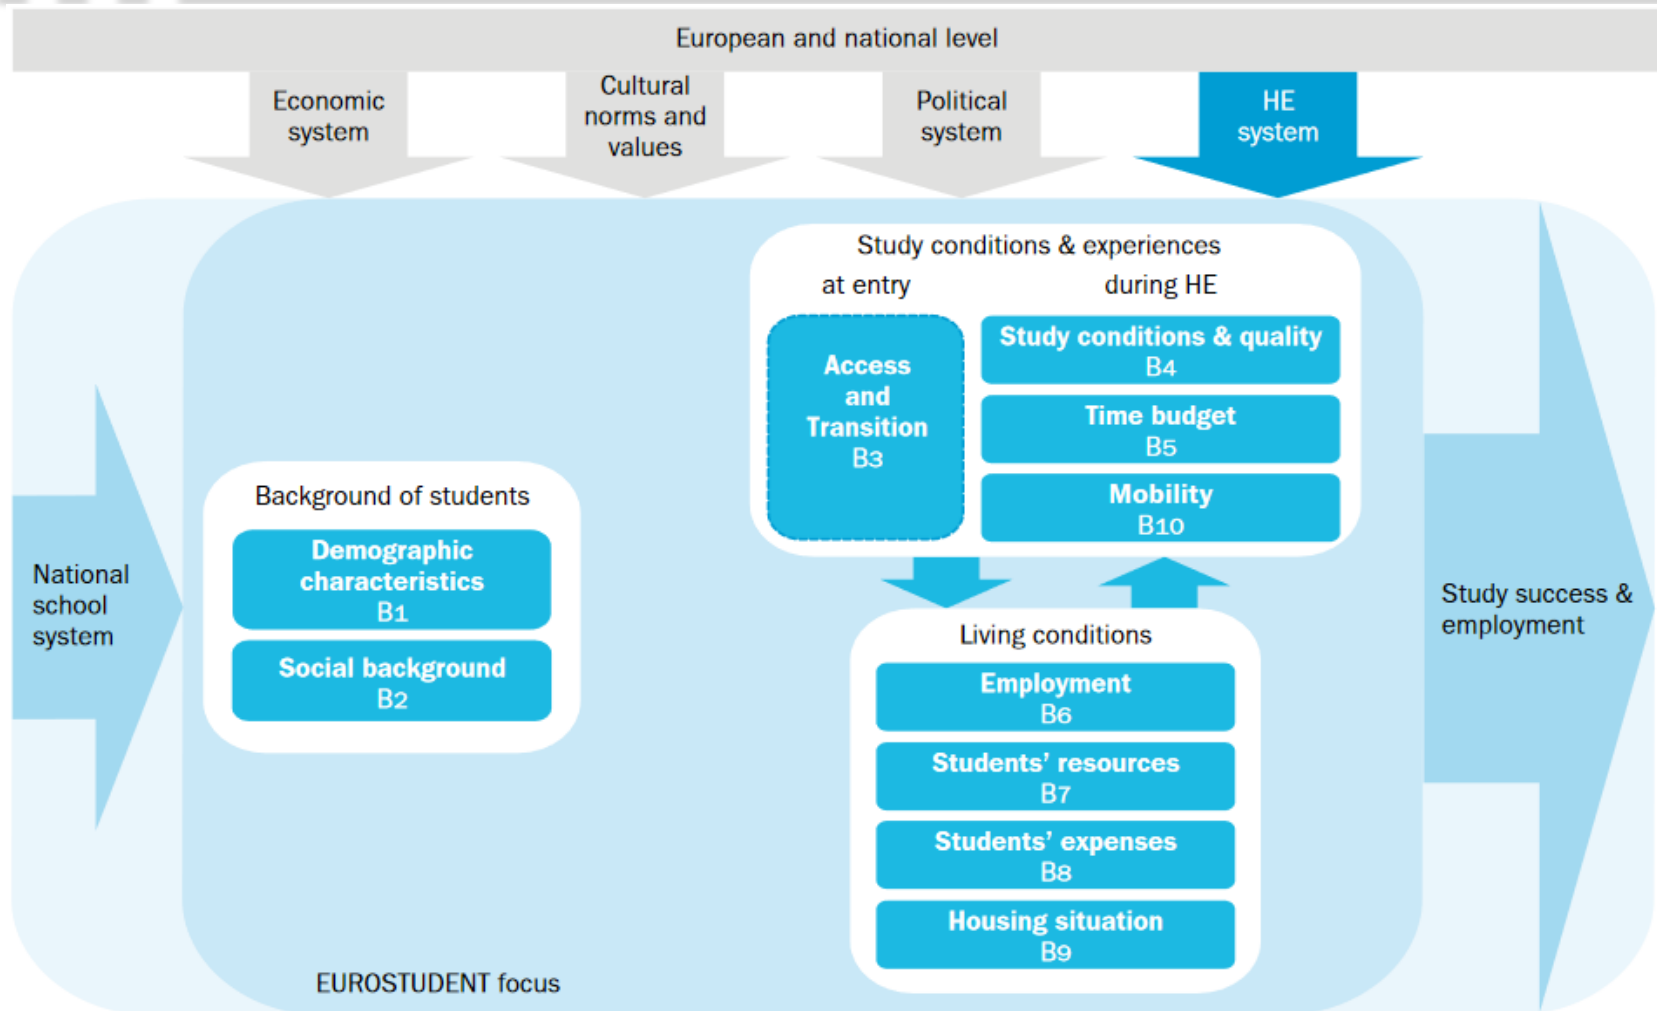 European and national level
Economic
system
Cultural
norms and
values
Political
system
HE
system
Study conditions & experiences
at entry
during HE
Access
and
Transition
B3
Study conditions & quality
B4
Time budget
B5
Mobility
B10
Background of students
Demographic
characteristics
B1
Social background
B2
National
school
system
Study success &
employment
Living conditions
Employment
B6
Students' resources
B7
Students' expenses
B8
Housing situation
B9
EUROSTUDENT focus